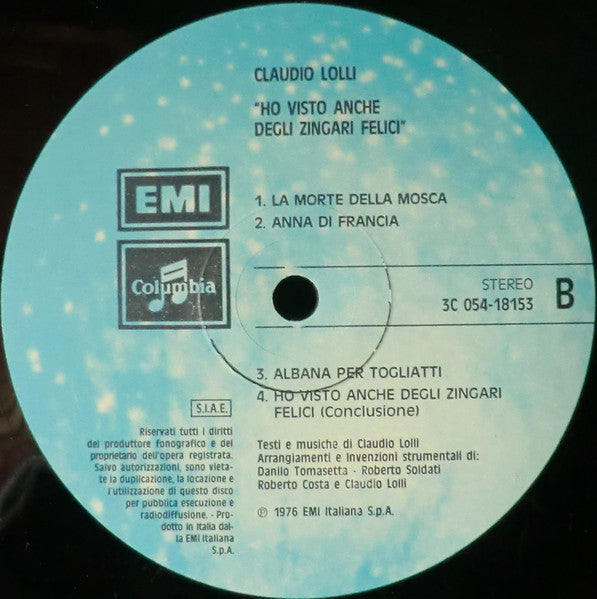 CLAUDIO LOLLI
"HO VISTO ANCHE
DEGLI ZINGARI FELICI"
EMI
Columbia
1. LA MORTE DELLA MOSCA
2. ANNA DI FRANCIA
STEREO
3C 054-18153
B
3. ALBANA PER TOGLIATTI
4. HO VISTO ANCHE DEGLI ZINGARI
FELICI (Conclusione)
S.I.A.E.
Riservati tutti i diritti
del produttore fonografico e del
proprietario dell'opera registrata.
Salvo autorizzazioni, sono vieta-
te la duplicazione, la locazione e
l'utilizzazione di questo disco
per pubblica esecuzione e
radiodiffusione. - Pro-
dotto in Italia dal-
la EMI Italiana
S.p.A.
Testi e musiche di Claudio Lolli
Arrangiamenti e Invenzioni strumentali di:
Danilo Tomasetta - Roberto Soldati
Roberto Costa e Claudio Lolli
℗ 1976 EMI Italiana S.p.A.